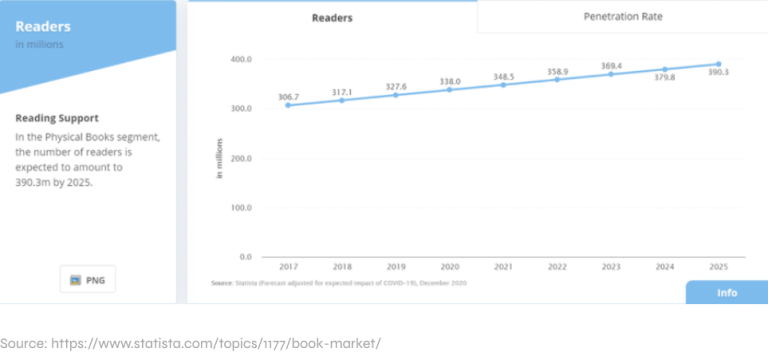 Readers
in millions
Reading Support
In the Physical Books segment,
the number of readers is
expected to amount to
390.3m by 2025.
PNG
Readers
Penetration Rate
in millions
400.0
300.0
200.0
100.0
0.0
306.7
317.1
327.6
338.0
348.5
358.9
369.4
379.8
390.3
2017
2018
2019
2020
2021
2022
2023
2024
2025
Source: Statista (Forecast adjusted for expected impact of COVID-19), December 2020
Info
Source: https://www.statista.com/topics/1177/book-market/